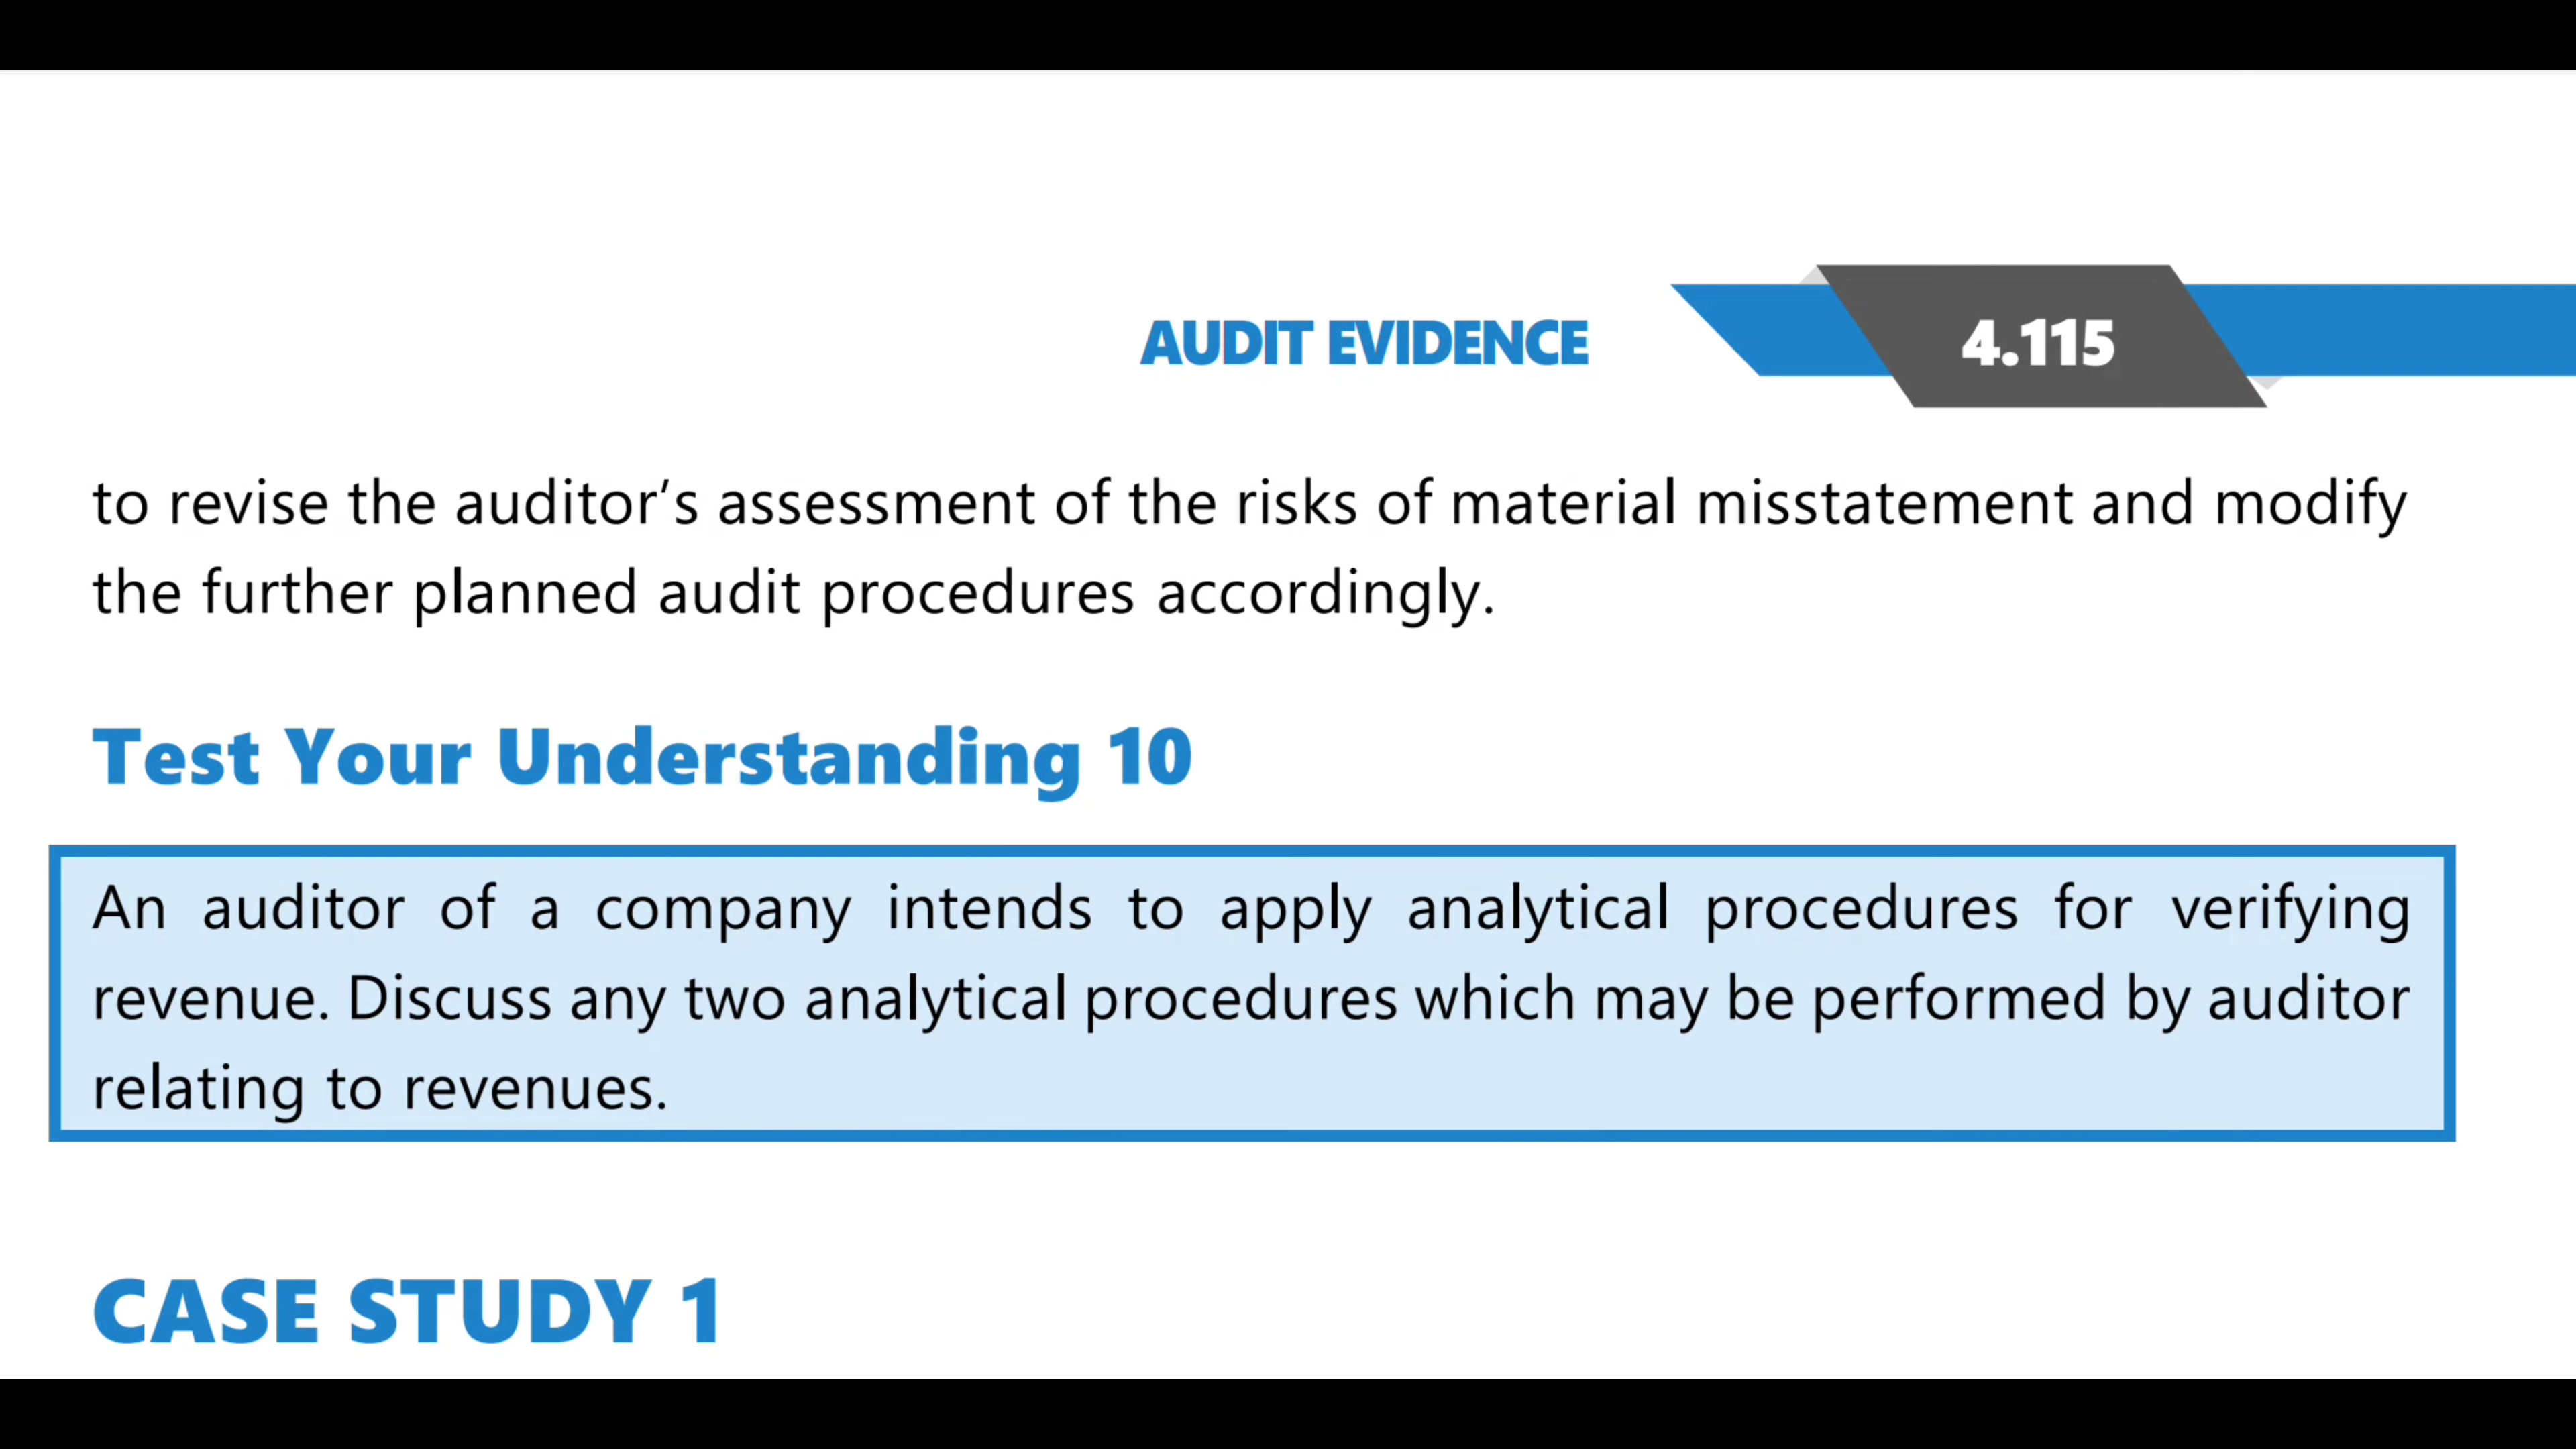 AUDIT EVIDENCE 4.115
to revise the auditor’s assessment of the risks of material misstatement and modify
the further planned audit procedures accordingly.
Test Your Understanding 10
An auditor of a company intends to apply analytical procedures for verifying
revenue. Discuss any two analytical procedures which may be performed by auditor
relating to revenues.
CASE STUDY 1